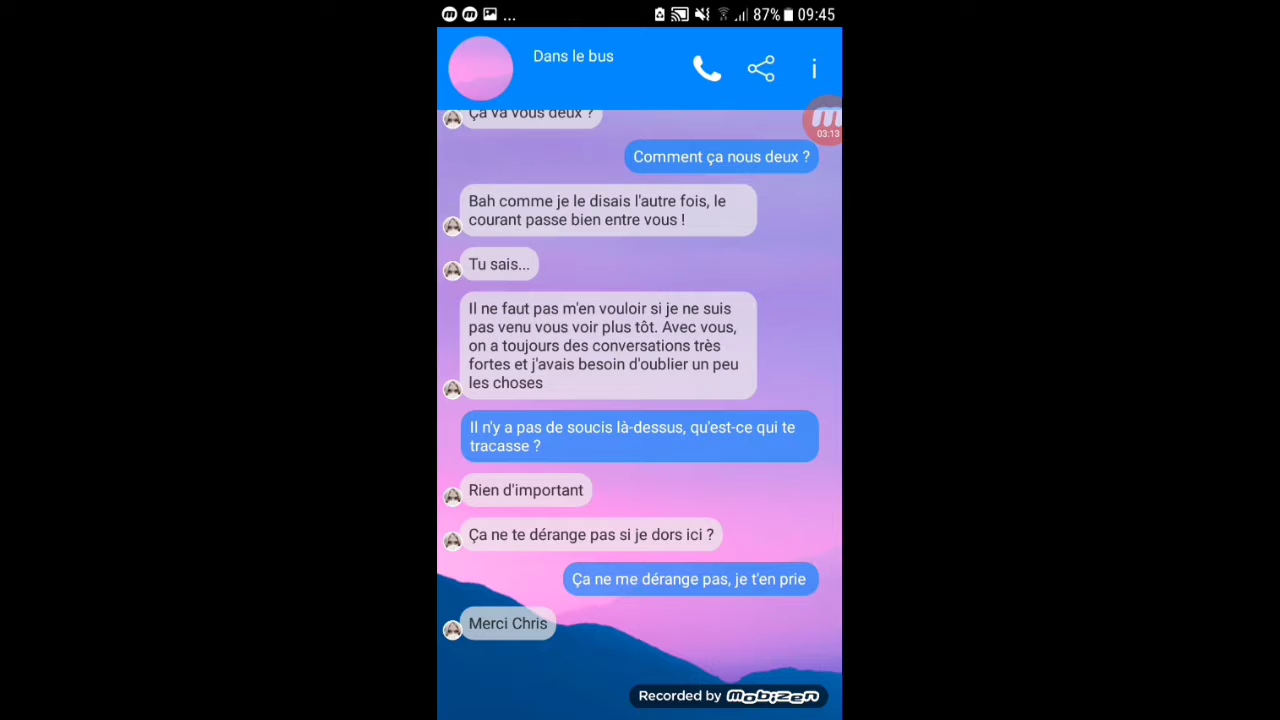 ... 87% 09:45
Dans le bus
Ça va vous deux ?
03:13
Comment ça nous deux ?
Bah comme je le disais l'autre fois, le
courant passe bien entre vous !
Tu sais...
Il ne faut pas m'en vouloir si je ne suis
pas venu vous voir plus tôt. Avec vous,
on a toujours des conversations très
fortes et j'avais besoin d'oublier un peu
les choses
Il n'y a pas de soucis là-dessus, qu'est-ce qui te
tracasse ?
Rien d'important
Ça ne te dérange pas si je dors ici ?
Ça ne me dérange pas, je t'en prie
Merci Chris
Recorded by mobizen